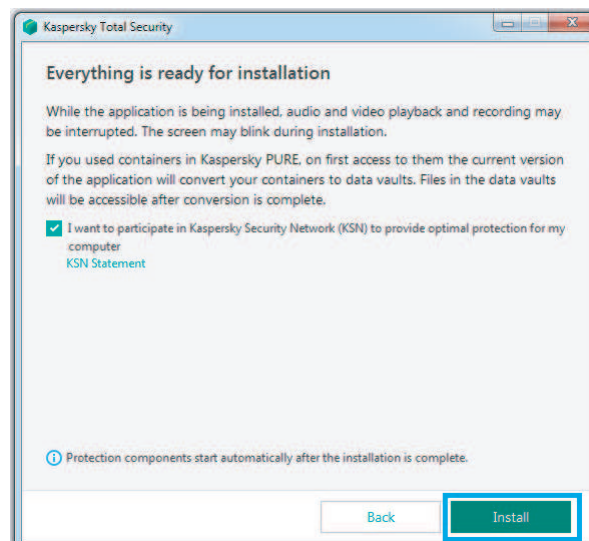 Kaspersky Total Security
Everything is ready for installation
While the application is being installed, audio and video playback and recording may
be interrupted. The screen may blink during installation.
If you used containers in Kaspersky PURE, on first access to them the current version
of the application will convert your containers to data vaults. Files in the data vaults
will be accessible after conversion is complete.
I want to participate in Kaspersky Security Network (KSN) to provide optimal protection for my
computer
KSN Statement
Protection components start automatically after the installation is complete.
Back
Install